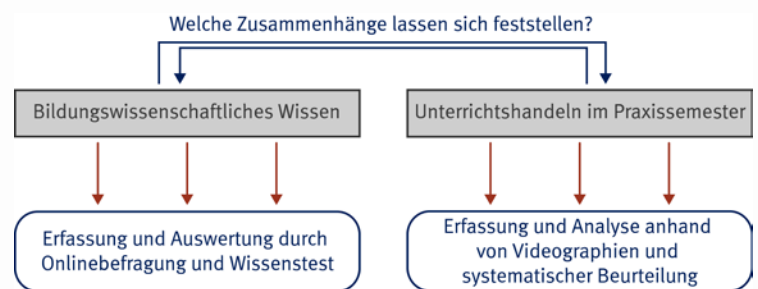 Welche Zusammenhänge lassen sich feststellen?
Bildungswissenschaftliches Wissen
Unterrichtshandeln im Praxissemester
Erfassung und Auswertung durch
Onlinebefragung und Wissenstest
Erfassung und Analyse anhand
von Videographien und
systematischer Beurteilung